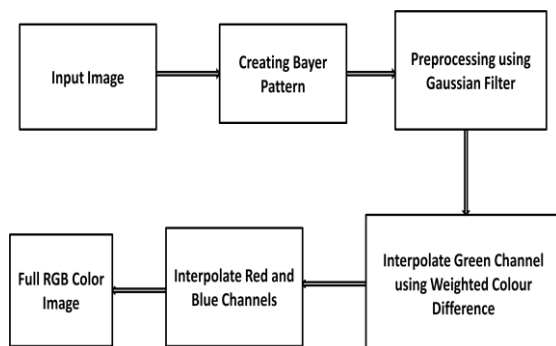 Input Image
Creating Bayer
Pattern
Preprocessing using
Gaussian Filter
Interpolate Green Channel
using Weighted Colour
Difference
Interpolate Red and
Blue Channels
Full RGB Color
Image